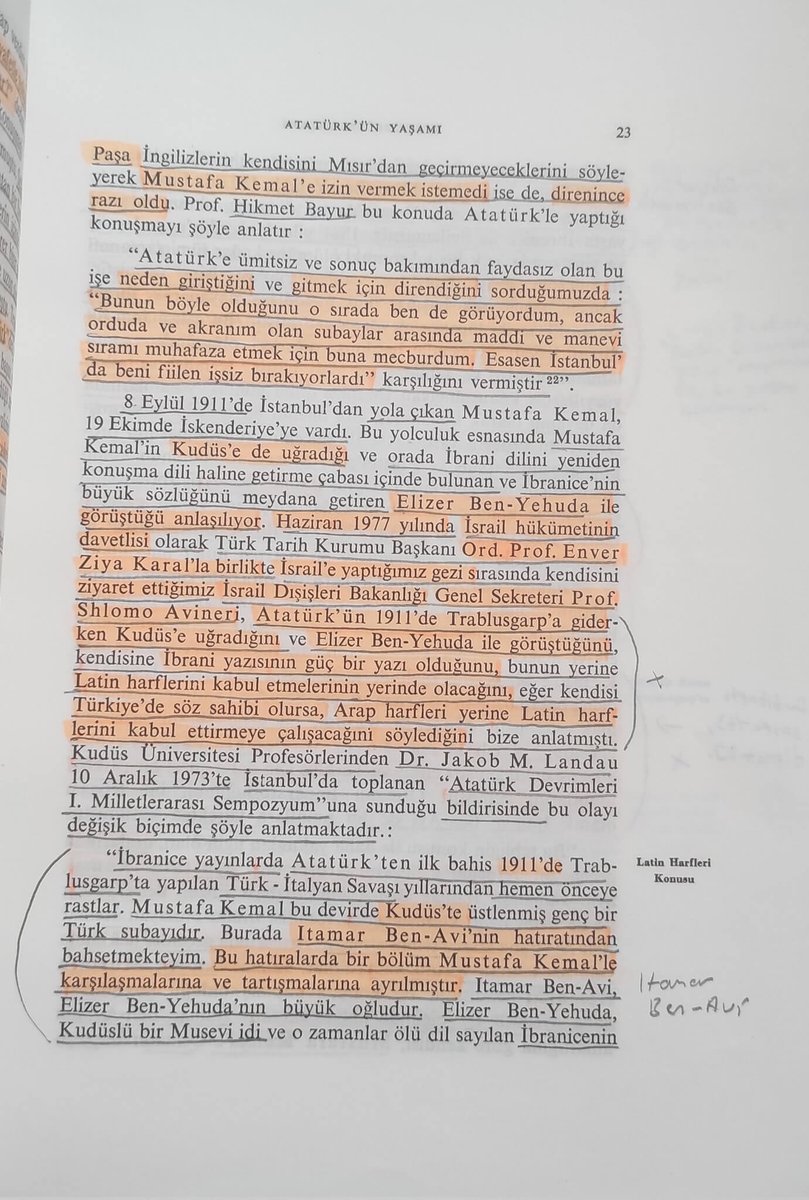 ATATÜRK'ÜN YAŞAMI 23
Paşa İngilizlerin kendisini Mısır'dan geçirmeyeceklerini söyle-
yerek Mustafa Kemal'e izin vermek istemedi ise de, direnince
razı oldu. Prof. Hikmet Bayur bu konuda Atatürk'le yaptığı
konuşmayı şöyle anlatır :
"Atatürk'e ümitsiz ve sonuç bakımından faydasız olan bu
işe neden giriştiğini ve gitmek için direndiğini sorduğumuzda :
"Bunun böyle olduğunu o sırada ben de görüyordum, ancak
orduda ve akranım olan subaylar arasında maddi ve manevi
sıramı muhafaza etmek için buna mecburdum. Esasen İstanbul'
da beni fiilen işsiz bırakıyorlardı" karşılığını vermiştir 22".
8 Eylül 1911'de İstanbul'dan yola çıkan Mustafa Kemal,
19 Ekimde İskenderiye'ye vardı. Bu yolculuk esnasında Mustafa
Kemal'in Kudüs'e de uğradığı ve orada İbrani dilini yeniden
konuşma dili haline getirme çabası içinde bulunan ve İbranice'nin
büyük sözlüğünü meydana getiren Elizer Ben-Yehuda ile
görüştüğü anlaşılıyor. Haziran 1977 yılında İsrail hükümetinin
davetlisi olarak Türk Tarih Kurumu Başkanı Ord. Prof. Enver
Ziya Karal'la birlikte İsrail'e yaptığımız gezi sırasında kendisini
ziyaret ettiğimiz İsrail Dışişleri Bakanlığı Genel Sekreteri Prof.
Shlomo Avineri, Atatürk'ün 1911'de Trablusgarp'a gider-
ken Kudüs'e uğradığını ve Elizer Ben-Yehuda ile görüştüğünü,
kendisine İbrani yazısının güç bir yazı olduğunu, bunun yerine
Latin harflerini kabul etmelerinin yerinde olacağını, eğer kendisi
Türkiye'de söz sahibi olursa, Arap harfleri yerine Latin harf-
lerini kabul ettirmeye çalışacağını söylediğini bize anlatmıştı.
Kudüs Üniversitesi Profesörlerinden Dr. Jakob M. Landau
10 Aralık 1973'te İstanbul'da toplanan "Atatürk Devrimleri
I. Milletlerarası Sempozyum"una sunduğu bildirisinde bu olayı
değişik biçimde şöyle anlatmaktadır.:
"İbranice yayınlarda Atatürk'ten ilk bahis 1911'de Trab-
lusgarp'ta yapılan Türk - İtalyan Savaşı yıllarından hemen önceye
rastlar. Mustafa Kemal bu devirde Kudüs'te üstlenmiş genç bir
Türk subayıdır. Burada Itamar Ben-Avi'nin hatıratından
bahsetmekteyim. Bu hatıralarda bir bölüm Mustafa Kemal'le
karşılaşmalarına ve tartışmalarına ayrılmıştır. Itamar Ben-Avi,
Elizer Ben-Yehuda'nın büyük oğludur. Elizer Ben-Yehuda,
Kudüslü bir Musevi idi ve o zamanlar ölü dil sayılan İbranicenin
Latin Harfleri
Konusu
Itamer
Ben-Avi